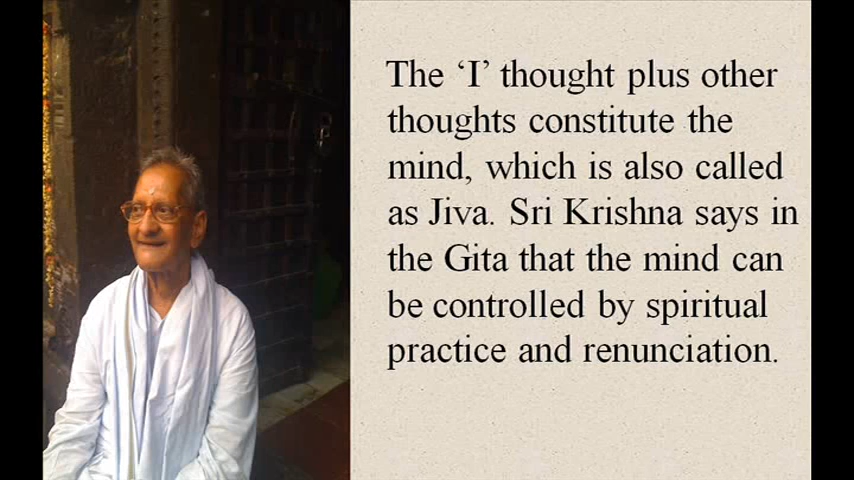 The ‘I’ thought plus other
thoughts constitute the
mind, which is also called
as Jiva. Sri Krishna says in
the Gita that the mind can
be controlled by spiritual
practice and renunciation.